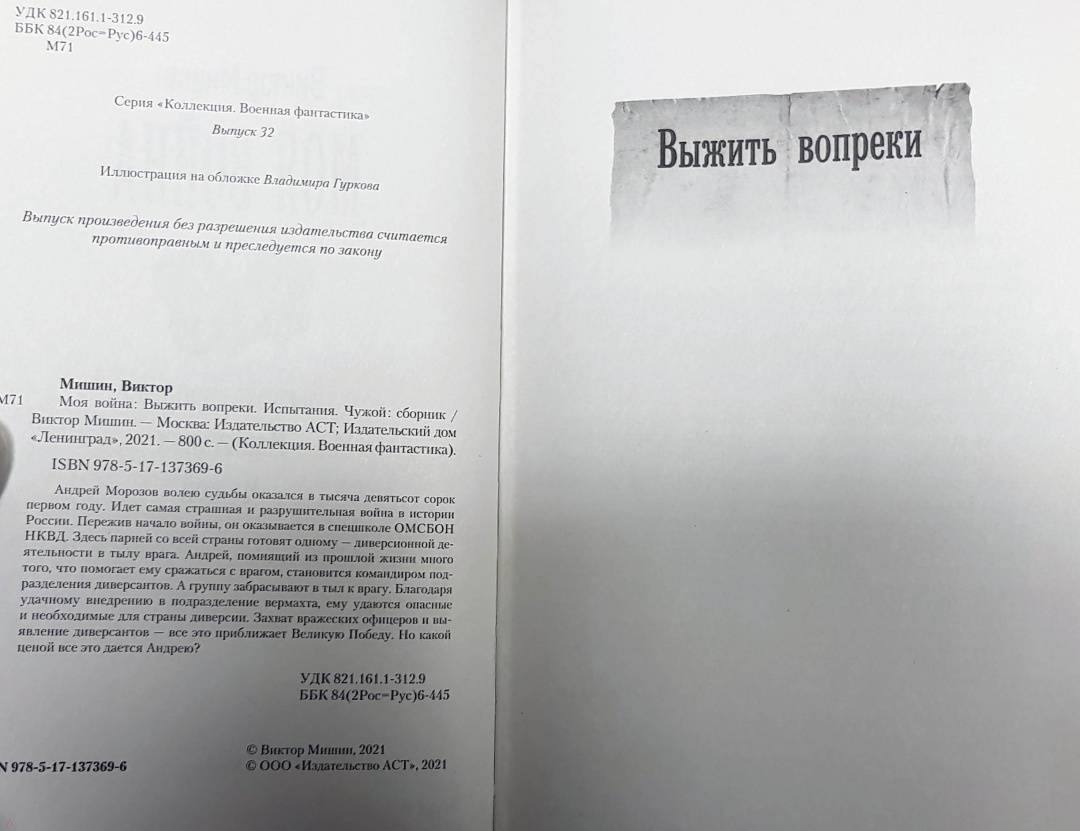 УДК 821.161.1-312.9
ББК 84(2Рос=Рус)6-445
М71
Серия «Коллекция. Военная фантастика»
Выпуск 32
Иллюстрация на обложке Владимира Гуркова
Выпуск произведения без разрешения издательства считается
противоправным и преследуется по закону
Мишин, Виктор
М71
Моя война: Выжить вопреки. Испытания. Чужой: сборник /
Виктор Мишин. — Москва: Издательство АСТ; Издательский дом
«Ленинград», 2021. — 800 с. — (Коллекция. Военная фантастика).
ISBN 978-5-17-137369-6
Андрей Морозов волею судьбы оказался в тысяча девятьсот сорок
первом году. Идет самая страшная и разрушительная война в истории
России. Пережив начало войны, он оказывается в спецшколе ОМСБОН
НКВД. Здесь парней со всей страны готовят одному — диверсионной де-
ятельности в тылу врага. Андрей, помнящий из прошлой жизни много
того, что помогает ему сражаться с врагом, становится командиром под-
разделения диверсантов. А группу забрасывают в тыл к врагу. Благодаря
удачному внедрению в подразделение вермахта, ему удаются опасные
и необходимые для страны диверсии. Захват вражеских офицеров и вы-
явление диверсантов — все это приближает Великую Победу. Но какой
ценой все это дается Андрею?
УДК 821.161.1-312.9
ББК 84(2Рос=Рус)6-445
© Виктор Мишин, 2021
N 978-5-17-137369-6
© ООО «Издательство АСТ», 2021
Выжить вопреки